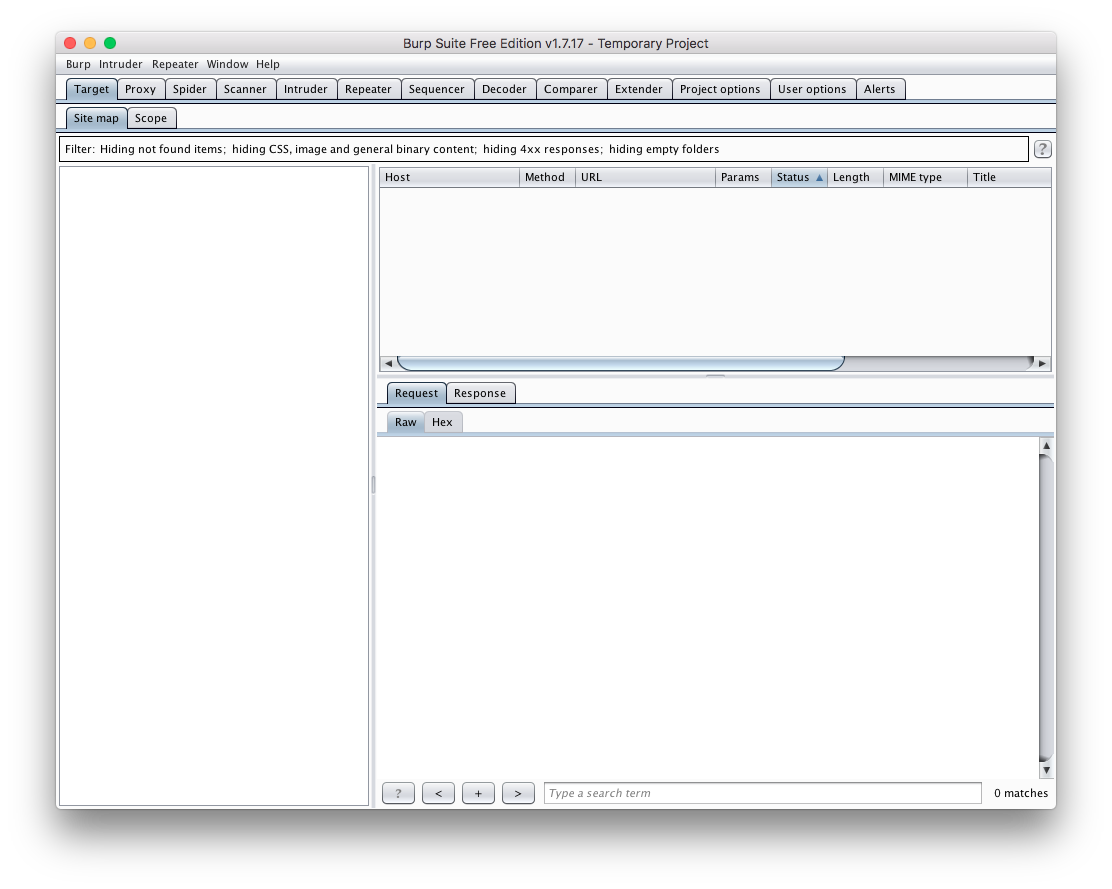 Burp Suite Free Edition v1.7.17 - Temporary Project
Burp Intruder Repeater Window Help
Target Proxy Spider Scanner Intruder Repeater Sequencer Decoder Comparer Extender Project options User options Alerts
Site map Scope
Filter: Hiding not found items; hiding CSS, image and general binary content; hiding 4xx responses; hiding empty folders ?
Host Method URL Params Status Length MIME type Title
Request Response
Raw Hex
? < + > Type a search term 0 matches